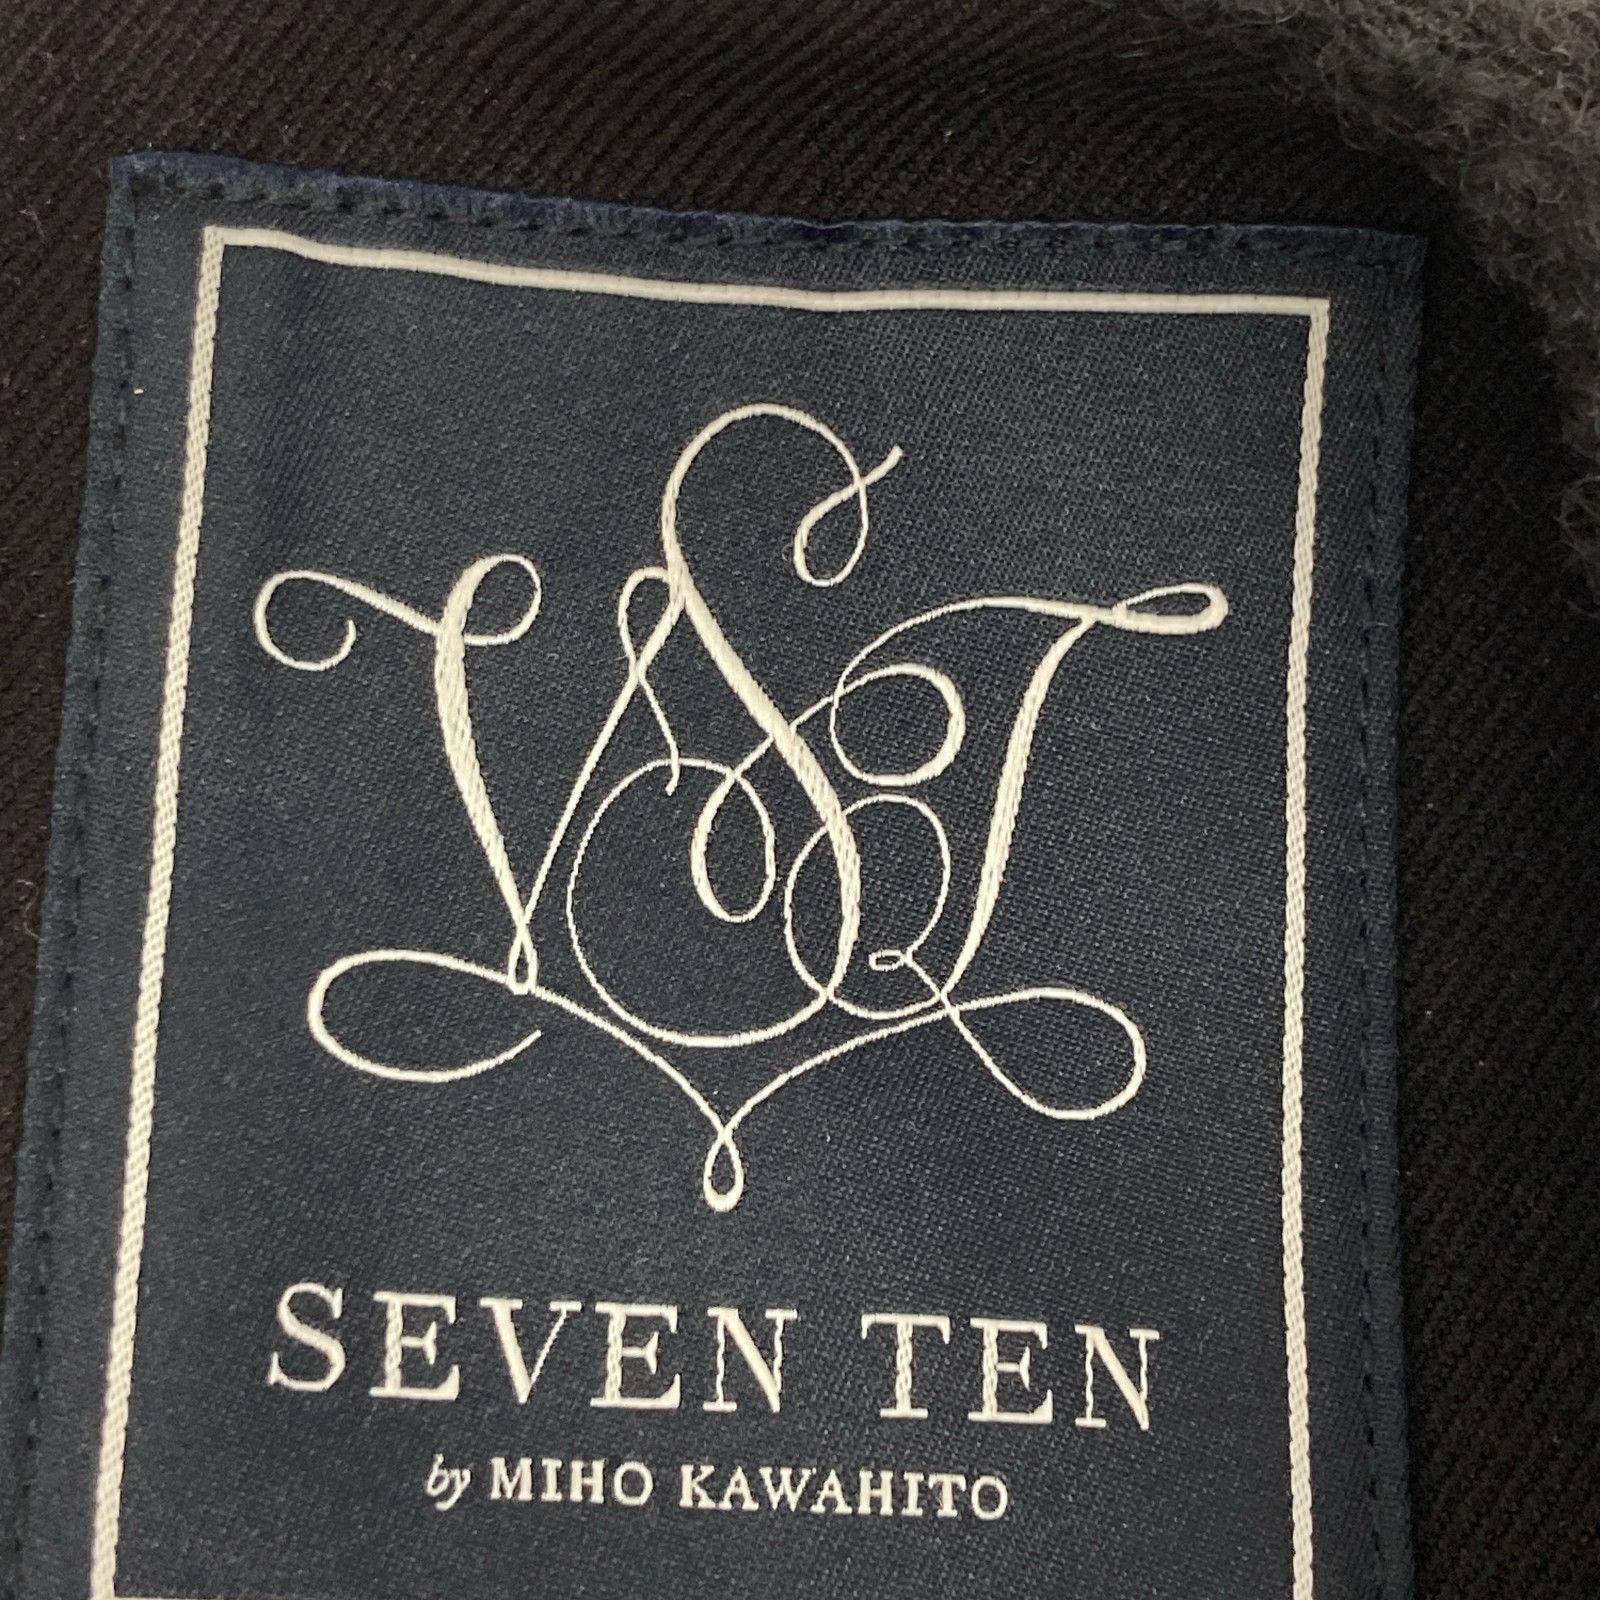 SEVEN TEN
by MIHO KAWAHITO